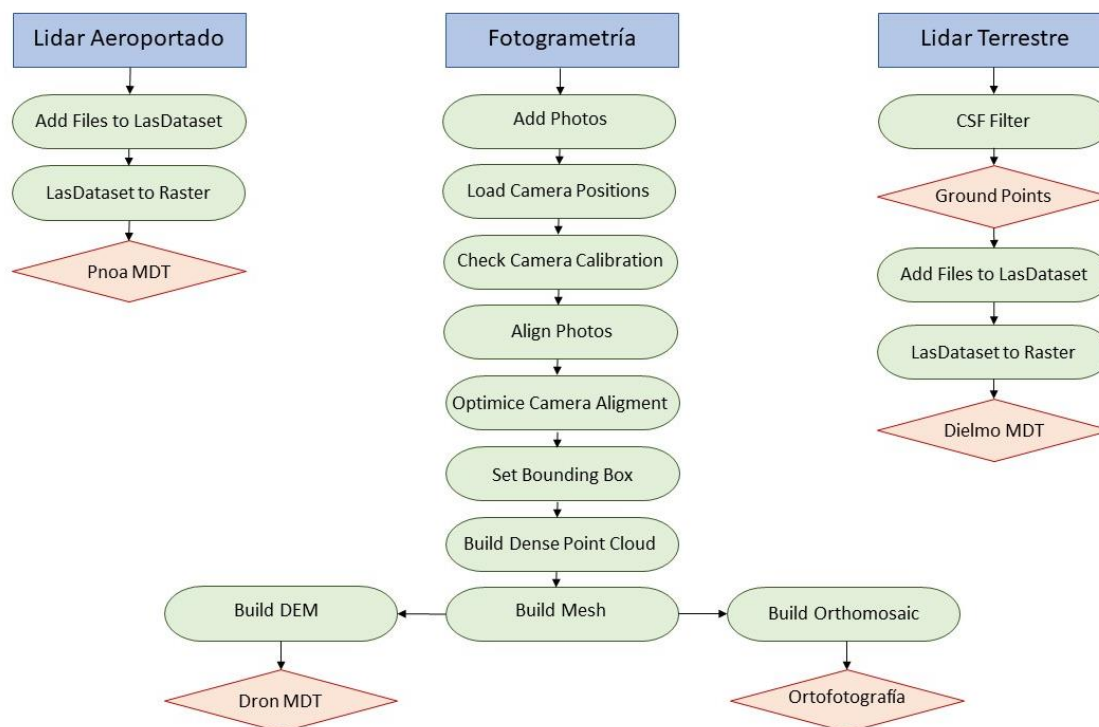 Lidar Aeroportado
Add Files to LasDataset
LasDataset to Raster
Pnoa MDT
Fotogrametría
Add Photos
Load Camera Positions
Check Camera Calibration
Align Photos
Optimice Camera Aligment
Set Bounding Box
Build Dense Point Cloud
Build Mesh
Build DEM
Dron MDT
Build Orthomosaic
Ortofotografía
Lidar Terrestre
CSF Filter
Ground Points
Add Files to LasDataset
LasDataset to Raster
Dielmo MDT